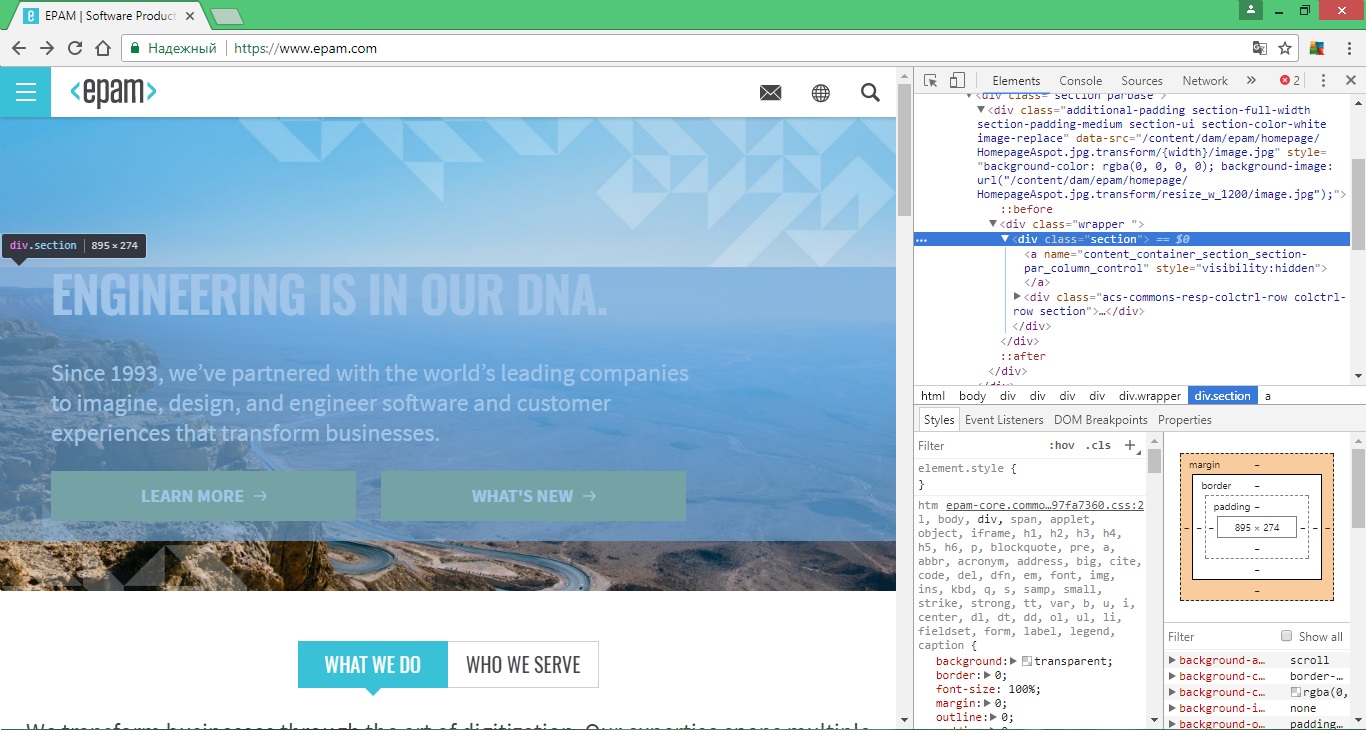 EPAM | Software Product
Надежный
https://www.epam.com
<epam>
div.section 895 × 274
ENGINEERING IS IN OUR DNA.
Since 1993, we’ve partnered with the world’s leading companies
to imagine, design, and engineer software and customer
experiences that transform businesses.
LEARN MORE →
WHAT'S NEW →
WHAT WE DO
WHO WE SERVE
We transform businesses through the art of digitization. Our expertise spans multiple
Elements Console Sources Network » 2
<div class="section parbase">
▼<div class="additional-padding section-full-width
section-padding-medium section-ui section-color-white
image-replace" data-src="/content/dam/epam/homepage/
HomepageAspot.jpg.transform/{width}/image.jpg" style=
"background-color: rgba(0, 0, 0, 0); background-image:
url("/content/dam/epam/homepage/
HomepageAspot.jpg.transform/resize_w_1200/image.jpg");">
::before
▼<div class="wrapper ">
… ▼<div class="section"> == $0
<a name="content_container_section_section-
par_column_control" style="visibility:hidden">
</a>
▶<div class="acs-commons-resp-colctrl-row colctrl-
row section">…</div>
</div>
</div>
::after
</div>
</div>
html body div div div div div.wrapper div.section a
Styles Event Listeners DOM Breakpoints Properties
Filter :hov .cls +
element.style {
}
htm epam-core.commo…97fa7360.css:2
l, body, div, span, applet,
object, iframe, h1, h2, h3, h4,
h5, h6, p, blockquote, pre, a,
abbr, acronym, address, big, cite,
code, del, dfn, em, font, img,
ins, kbd, q, s, samp, small,
strike, strong, tt, var, b, u, i,
center, dl, dt, dd, ol, ul, li,
fieldset, form, label, legend,
caption {
background:▶ transparent;
border:▶ 0;
font-size: 100%;
margin:▶ 0;
outline:▶ 0;
margin –
border –
padding –
– – – 895 × 274 – – –
–
–
–
Filter Show all
▶ background-a… scroll
▶ background-c… border-…
▶ background-c… rgba(0,
▶ background-i… none
▶ background-o… padding…